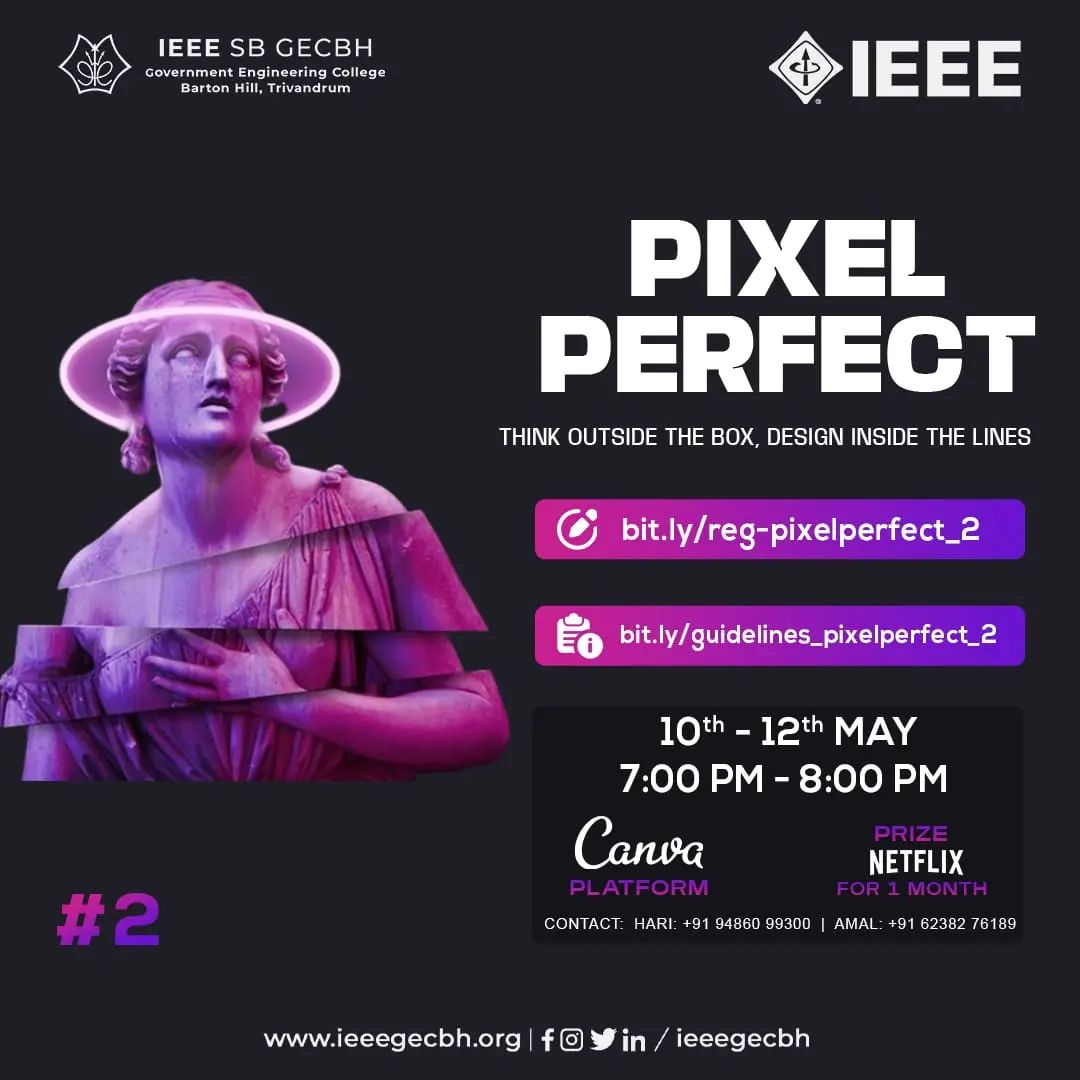 IEEE SB GECBH
Government Engineering College
Barton Hill, Trivandrum
IEEE
PIXEL
PERFECT
THINK OUTSIDE THE BOX, DESIGN INSIDE THE LINES
bit.ly/reg-pixelperfect_2
bit.ly/guidelines_pixelperfect_2
10th - 12th MAY
7:00 PM - 8:00 PM
Canva
PLATFORM
PRIZE
NETFLIX
FOR 1 MONTH
CONTACT: HARI: +91 94860 99300 | AMAL: +91 62382 76189
#2
www.ieeegecbh.org | / ieeegecbh